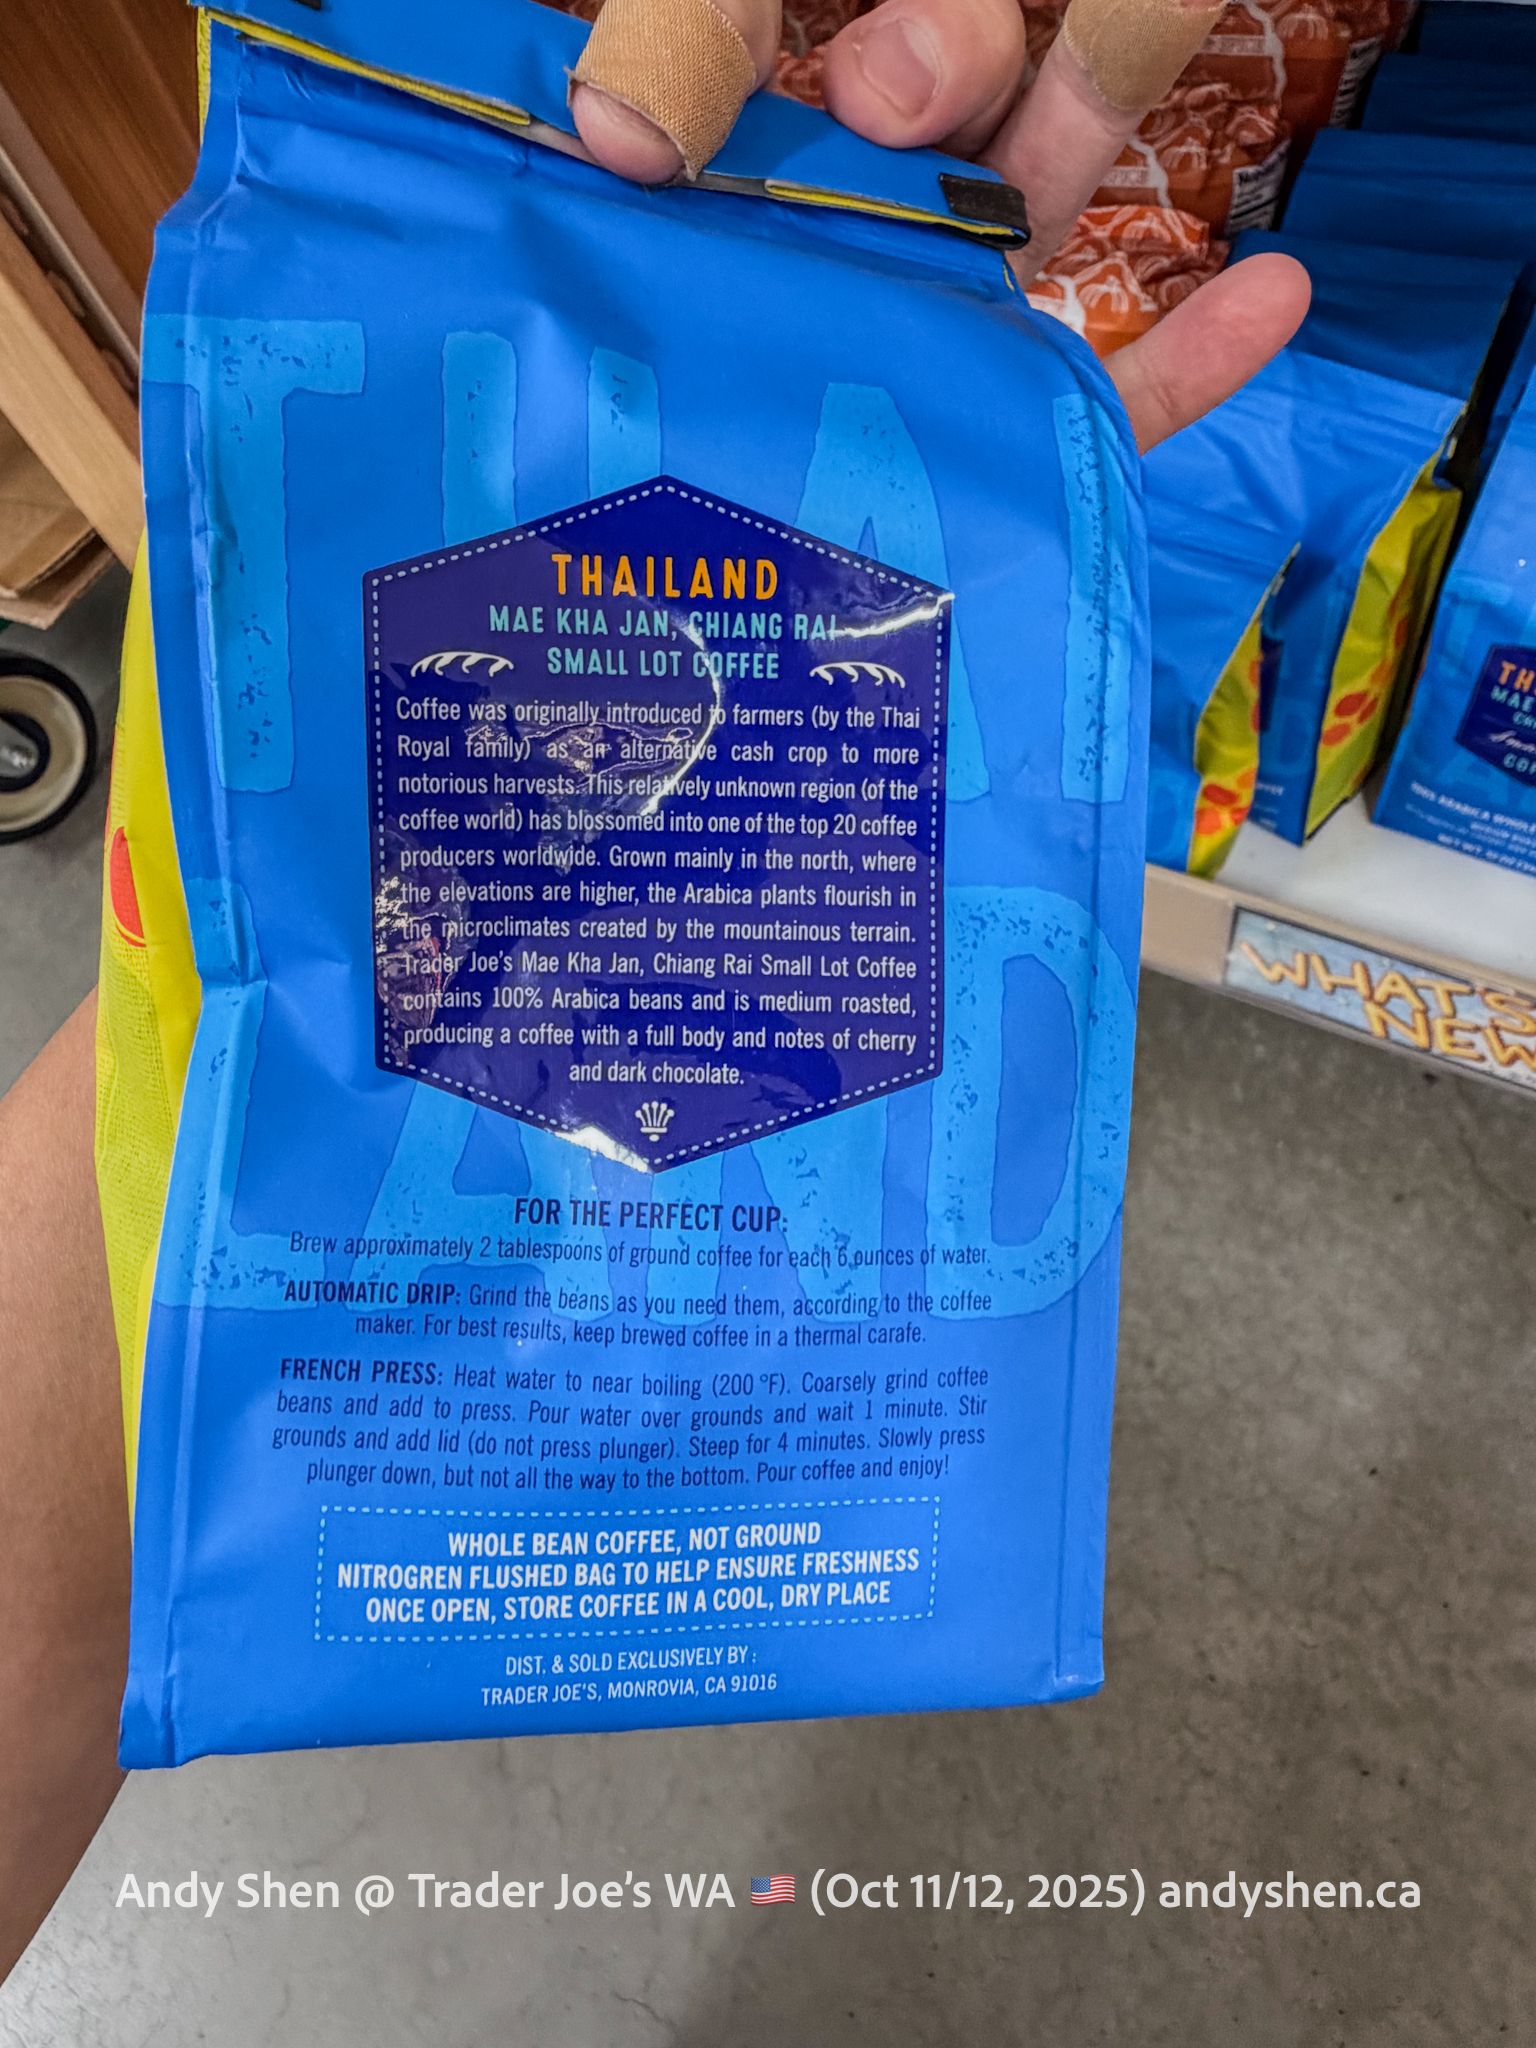 THAILAND
THAILAND
MAE KHA JAN, CHIANG RAI
SMALL LOT COFFEE
Coffee was originally introduced to farmers (by the Thai
Royal family) as an alternative cash crop to more
notorious harvests. This relatively unknown region (of the
coffee world) has blossomed into one of the top 20 coffee
producers worldwide. Grown mainly in the north, where
the elevations are higher, the Arabica plants flourish in
the microclimates created by the mountainous terrain.
Trader Joe's Mae Kha Jan, Chiang Rai Small Lot Coffee
contains 100% Arabica beans and is medium roasted,
producing a coffee with a full body and notes of cherry
and dark chocolate.
FOR THE PERFECT CUP:
Brew approximately 2 tablespoons of ground coffee for each 6 ounces of water.
AUTOMATIC DRIP: Grind the beans as you need them, according to the coffee
maker. For best results, keep brewed coffee in a thermal carafe.
FRENCH PRESS: Heat water to near boiling (200 °F). Coarsely grind coffee
beans and add to press. Pour water over grounds and wait 1 minute. Stir
grounds and add lid (do not press plunger). Steep for 4 minutes. Slowly press
plunger down, but not all the way to the bottom. Pour coffee and enjoy!
WHOLE BEAN COFFEE, NOT GROUND
NITROGREN FLUSHED BAG TO HELP ENSURE FRESHNESS
ONCE OPEN, STORE COFFEE IN A COOL, DRY PLACE
DIST. & SOLD EXCLUSIVELY BY :
TRADER JOE'S, MONROVIA, CA 91016
WHAT'S
NEW
Andy Shen @ Trader Joe's WA 🇺🇸 (Oct 11/12, 2025) andyshen.ca